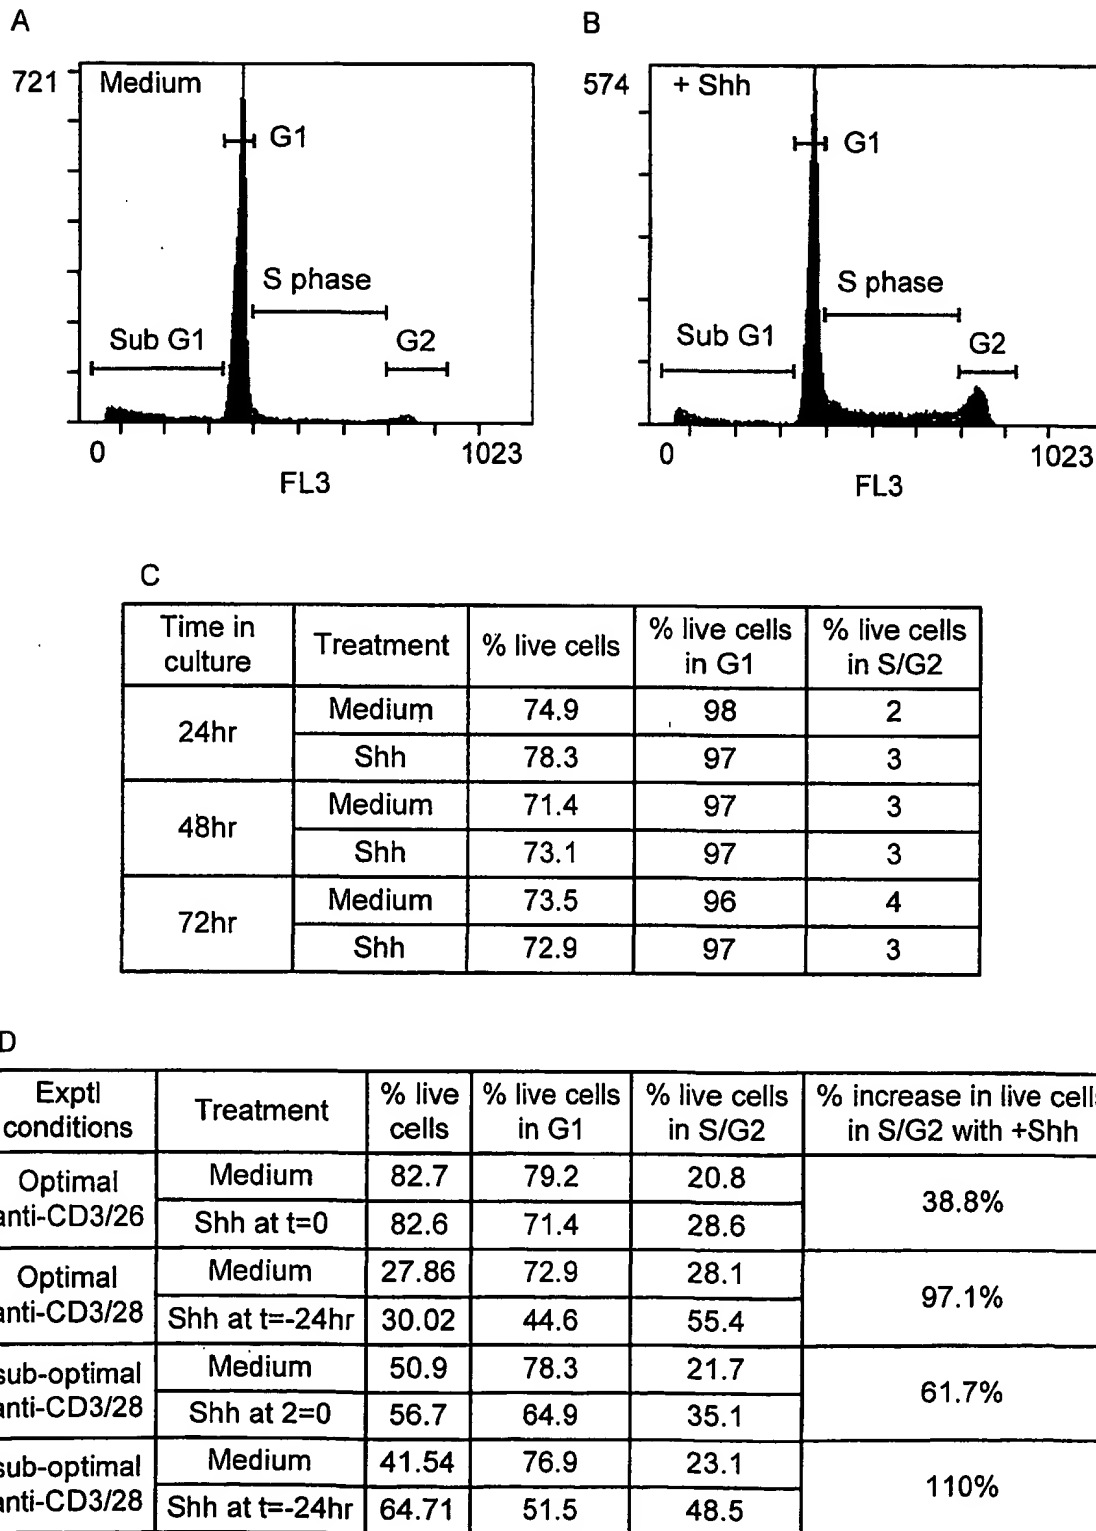 A
721
Medium
G1
S phase
Sub G1
G2
0
1023
FL3
B
574
+ Shh
G1
S phase
Sub G1
G2
0
1023
FL3
C
Time in culture | Treatment | % live cells | % live cells in G1 | % live cells in S/G2
24hr | Medium | 74.9 | 98 | 2
Shh | 78.3 | 97 | 3
48hr | Medium | 71.4 | 97 | 3
Shh | 73.1 | 97 | 3
72hr | Medium | 73.5 | 96 | 4
Shh | 72.9 | 97 | 3
D
Exptl conditions | Treatment | % live cells | % live cells in G1 | % live cells in S/G2 | % increase in live cells in S/G2 with +Shh
Optimal anti-CD3/26 | Medium | 82.7 | 79.2 | 20.8 | 38.8%
Shh at t=0 | 82.6 | 71.4 | 28.6
Optimal anti-CD3/28 | Medium | 27.86 | 72.9 | 28.1 | 97.1%
Shh at t=-24hr | 30.02 | 44.6 | 55.4
sub-optimal anti-CD3/28 | Medium | 50.9 | 78.3 | 21.7 | 61.7%
Shh at 2=0 | 56.7 | 64.9 | 35.1
sub-optimal anti-CD3/28 | Medium | 41.54 | 76.9 | 23.1 | 110%
Shh at t=-24hr | 64.71 | 51.5 | 48.5